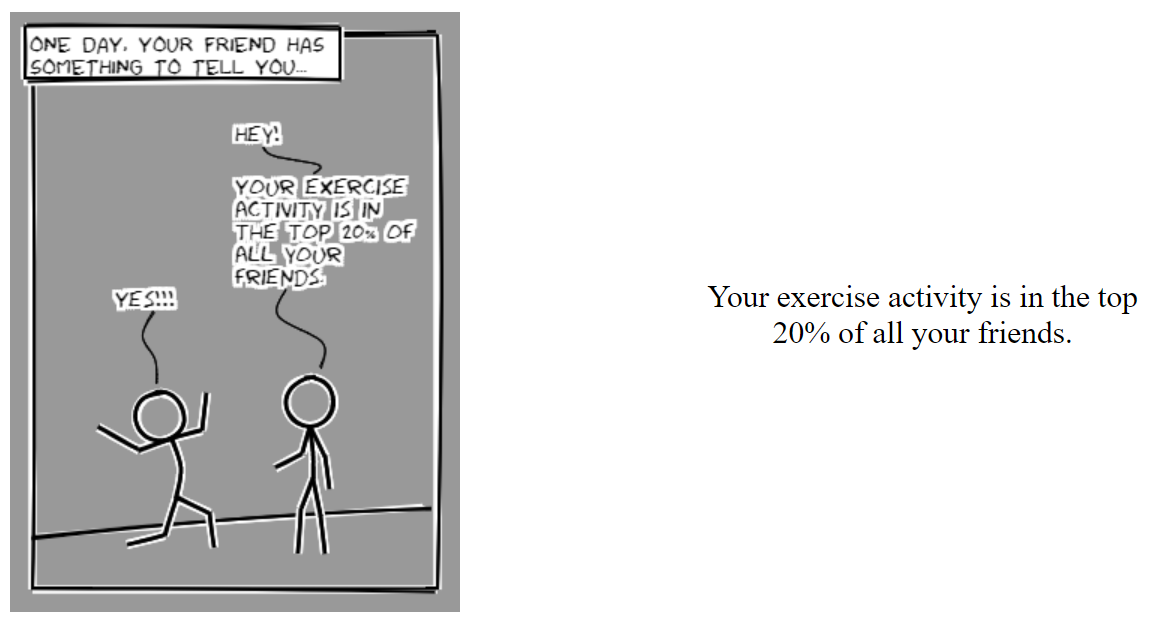 ONE DAY, YOUR FRIEND HAS
SOMETHING TO TELL YOU...
HEY!
YOUR EXERCISE
ACTIVITY IS IN
THE TOP 20% OF
ALL YOUR
FRIENDS.
YES!!!
Your exercise activity is in the top
20% of all your friends.